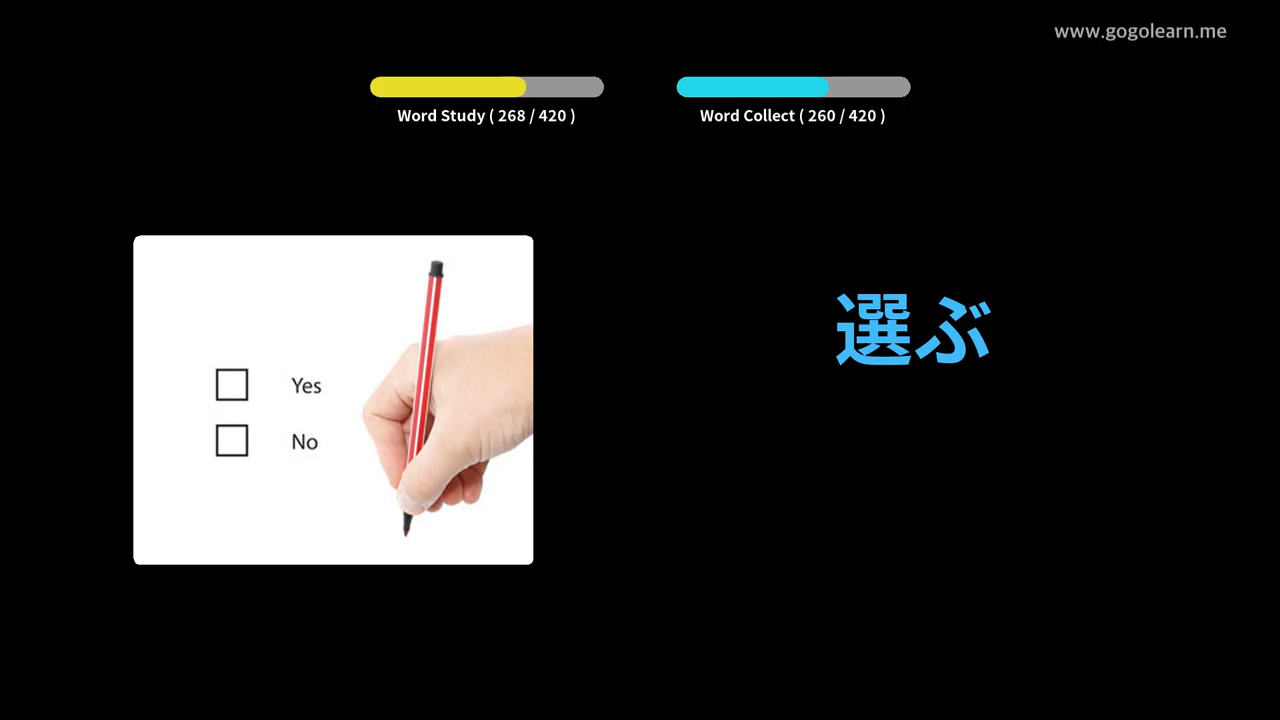 www.gogolearn.me
Word Study ( 268 / 420 )
Word Collect ( 260 / 420 )
Yes
No
選ぶ